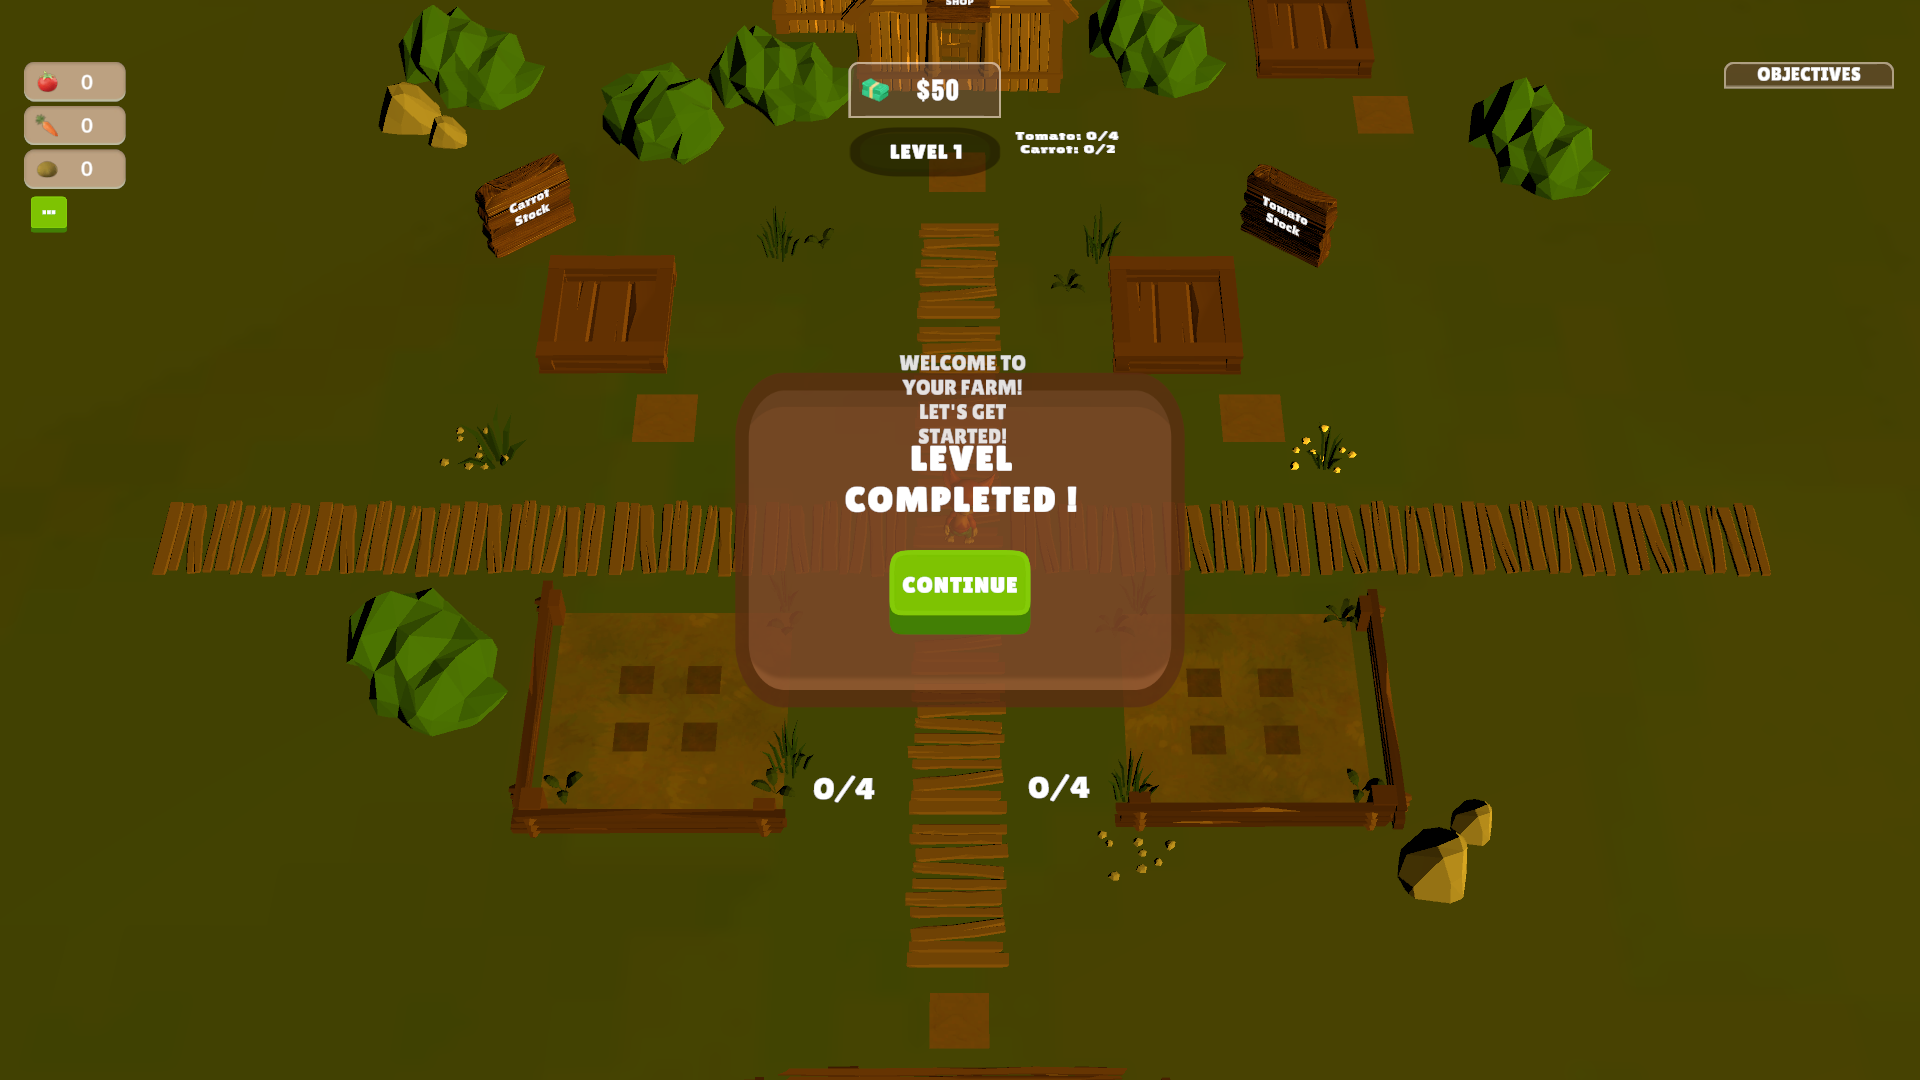 SHOP
0
0
0
$50
OBJECTIVES
LEVEL 1
Tomato: 0/4
Carrot: 0/2
Carrot
Stock
Tomato
Stock
WELCOME TO
YOUR FARM!
LET'S GET
STARTED!
LEVEL
COMPLETED !
CONTINUE
0/4
0/4